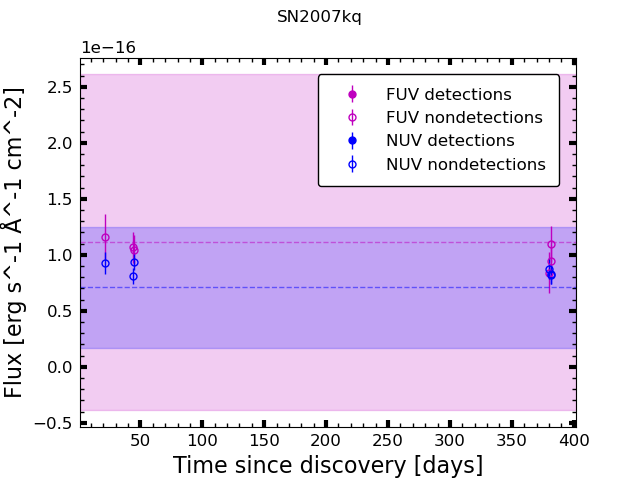 SN2007kq
1e−16
FUV detections
FUV nondetections
NUV detections
NUV nondetections
2.5
2.0
1.5
1.0
0.5
0.0
−0.5
Flux [erg s^-1 Å^-1 cm^-2]
50 100 150 200 250 300 350 400
Time since discovery [days]